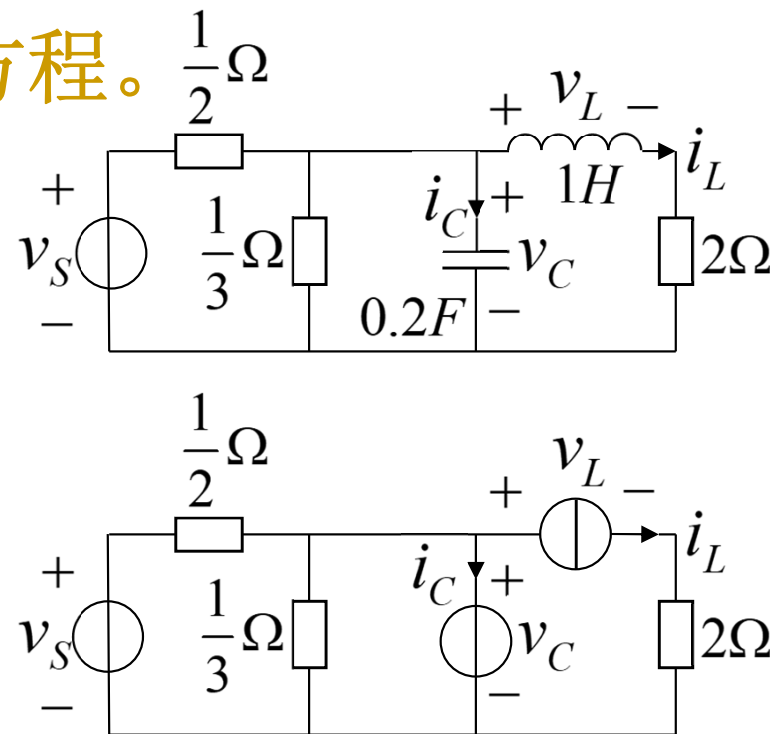 方程。
1/2 Ω
+ v_L −
i_L
+
i_C
+
1H
v_S
1/3 Ω
v_C
2Ω
−
0.2F
−
1/2 Ω
v_L
+ −
i_L
+
i_C
+
v_S
1/3 Ω
v_C
2Ω
−
−